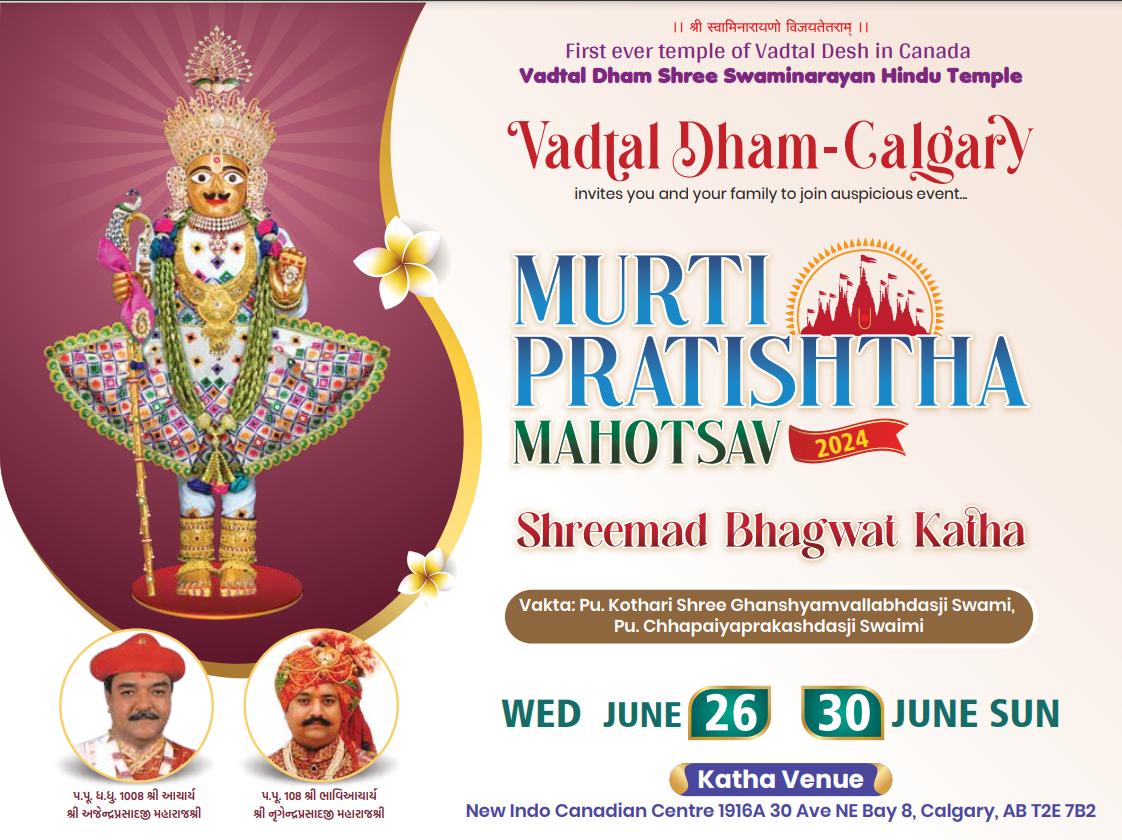 ।। श्री स्वामिनारायणो विजयतेतराम् ।।
First ever temple of Vadtal Desh in Canada
Vadtal Dham Shree Swaminarayan Hindu Temple
Vadtal Dham-Calgary
invites you and your family to join auspicious event...
MURTI
PRATISHTHA
MAHOTSAV 2024
Shreemad Bhagwat Katha
Vakta: Pu. Kothari Shree Ghanshyamvallabhdasji Swami,
Pu. Chhapaiyaprakashdasji Swaimi
WED JUNE 26 30 JUNE SUN
Katha Venue
New Indo Canadian Centre 1916A 30 Ave NE Bay 8, Calgary, AB T2E 7B2
પ.પૂ. ધ.ધુ. 1008 શ્રી આચાર્ય
શ્રી અજેન્દ્રપ્રસાદજી મહારાજશ્રી
પ.પૂ. 108 શ્રી ભાવિઆચાર્ય
શ્રી નૃગેન્દ્રપ્રસાદજી મહારાજશ્રી